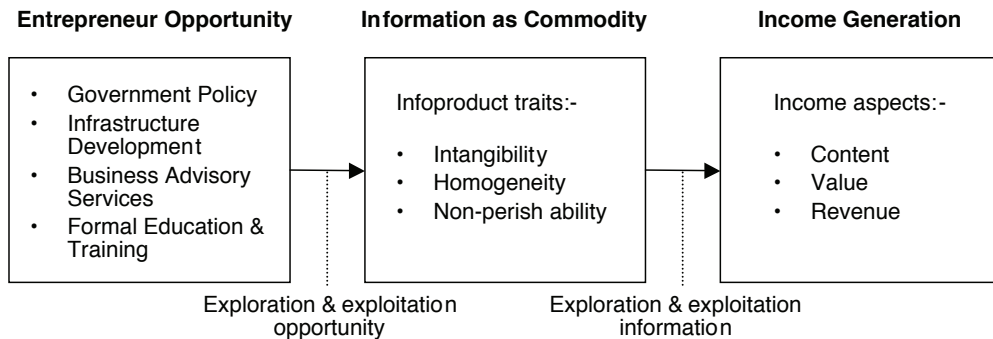 Entrepreneur Opportunity
Information as Commodity
Income Generation
• Government Policy
• Infrastructure
Development
• Business Advisory
Services
• Formal Education &
Training
Infoproduct traits:-
• Intangibility
• Homogeneity
• Non-perish ability
Income aspects:-
• Content
• Value
• Revenue
Exploration & exploitation
opportunity
Exploration & exploitation
information